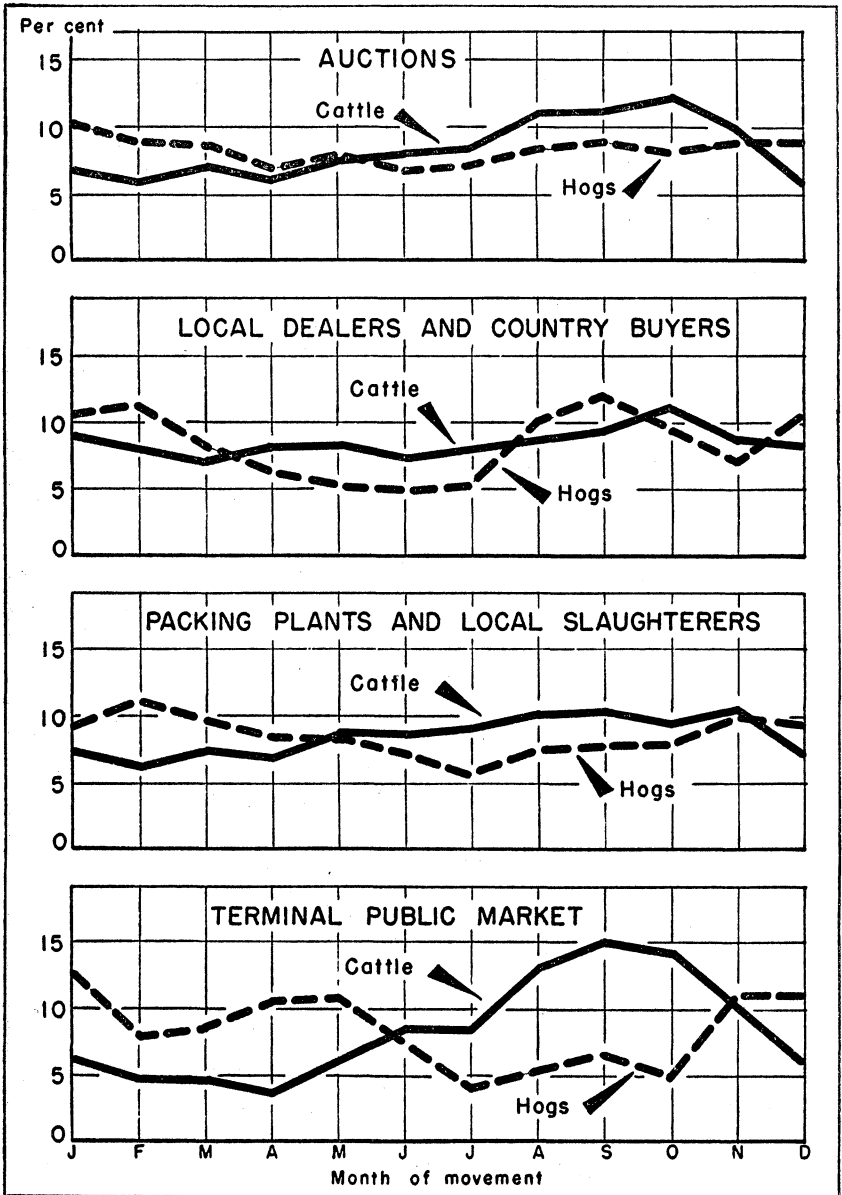 Per cent
AUCTIONS
15
Cattle
10
Hogs
5
0
LOCAL DEALERS AND COUNTRY BUYERS
15
Cattle
10
5
Hogs
0
PACKING PLANTS AND LOCAL SLAUGHTERERS
15
Cattle
10
Hogs
5
0
TERMINAL PUBLIC MARKET
15
Cattle
10
5
Hogs
0
J F M A M J J A S O N D
Month of movement